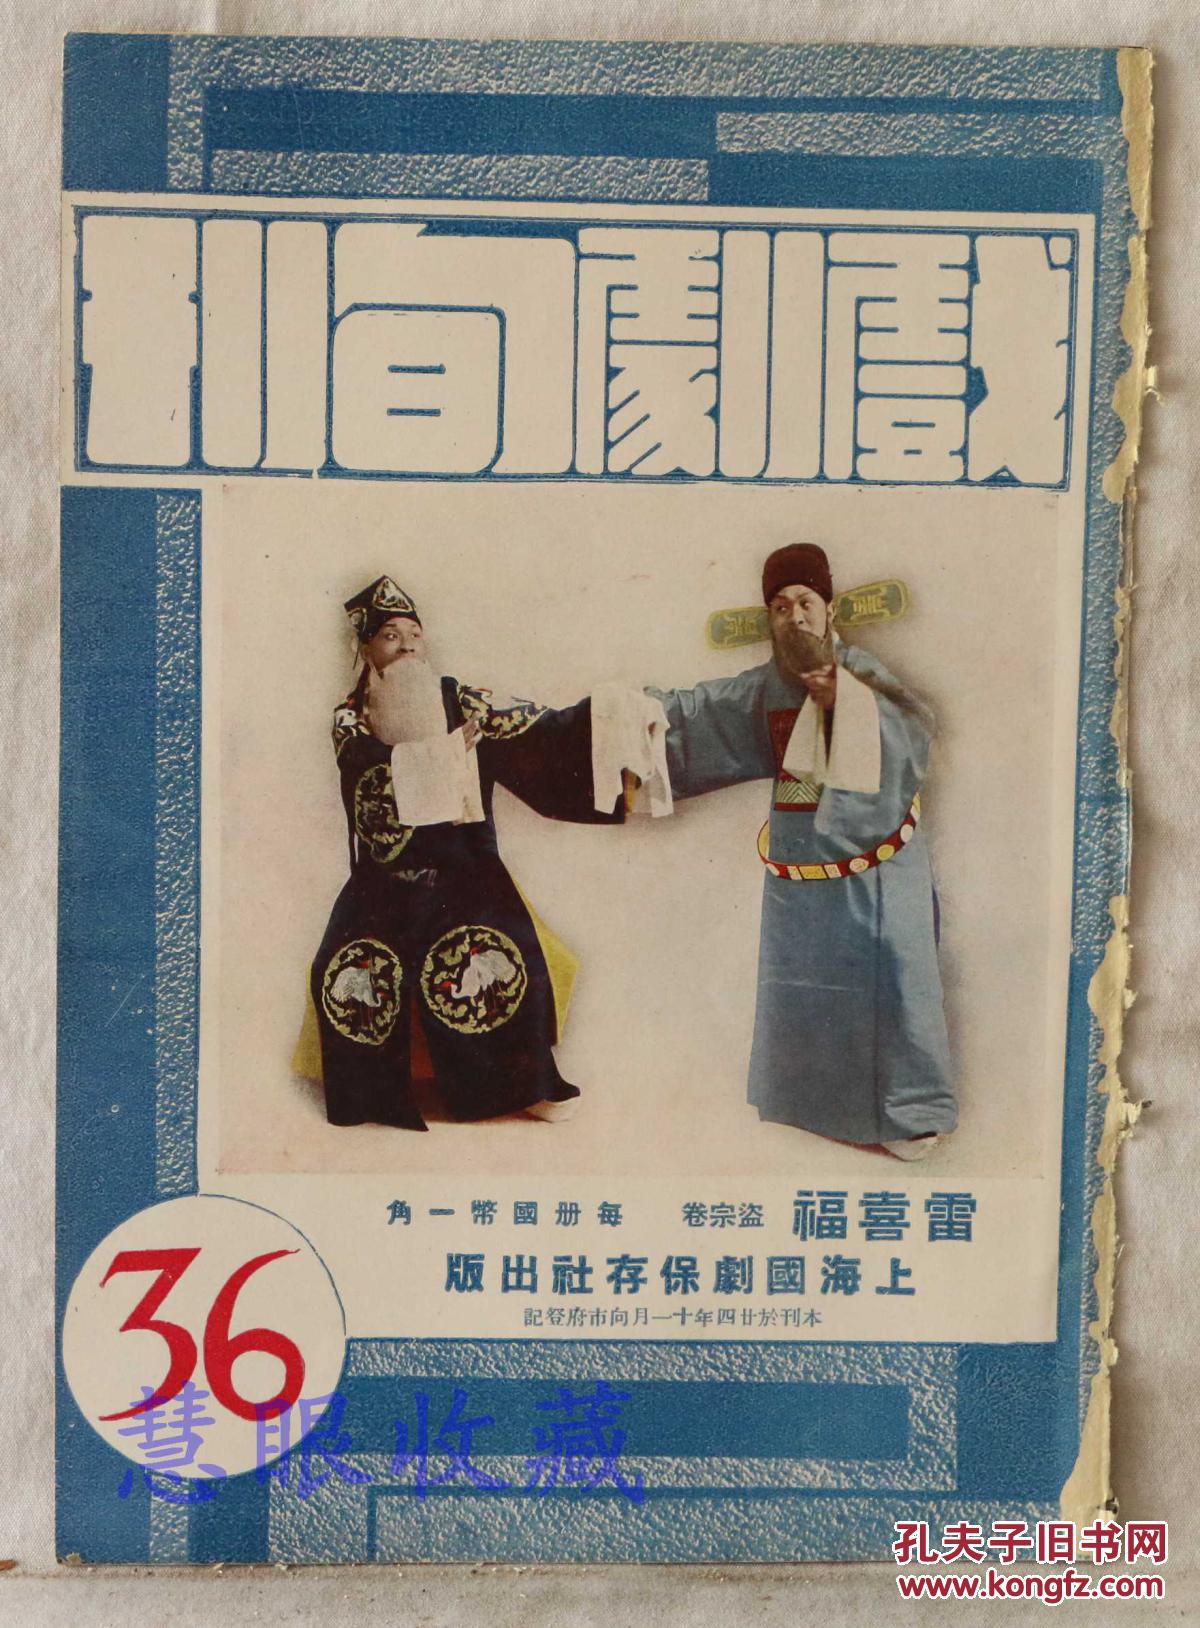 戲劇旬刊
雷喜福 盜宗卷 每册國幣一角
上海國劇保存社出版
本刊於廿四年十一月向市府登記
36
慧眼收藏
孔夫子旧书网
www.kongfz.com